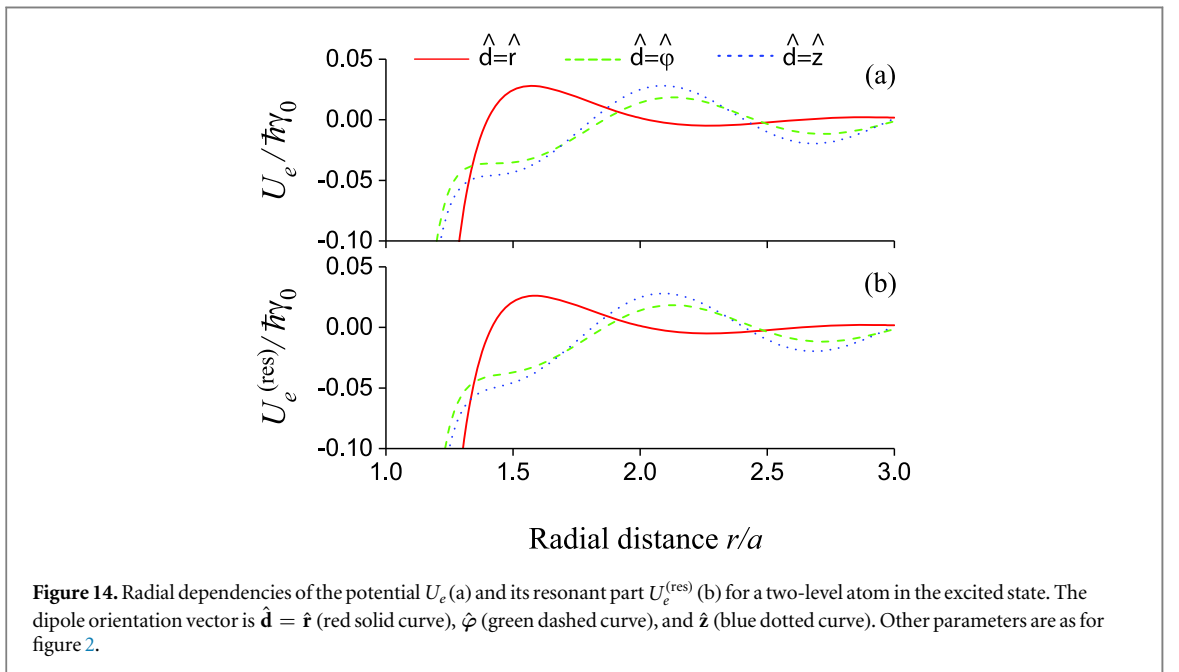 d̂=r̂ d̂=φ̂ d̂=ẑ
(a)
0.05
0.00
-0.05
-0.10
U_e/ħγ₀
(b)
0.05
0.00
-0.05
-0.10
U_e^(res)/ħγ₀
1.0 1.5 2.0 2.5 3.0
Radial distance r/a
Figure 14. Radial dependencies of the potential U_e (a) and its resonant part U_e^(res) (b) for a two-level atom in the excited state. The
dipole orientation vector is d̂ = r̂ (red solid curve), φ̂ (green dashed curve), and ẑ (blue dotted curve). Other parameters are as for
figure 2.